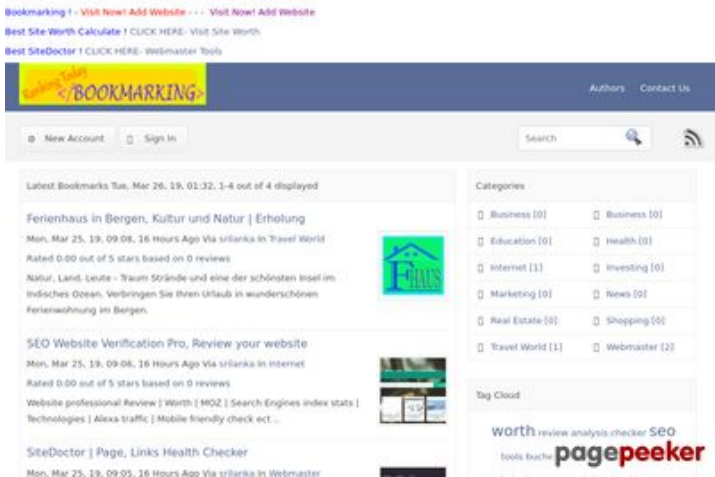 Bookmarking ! - Visit Now! Add Website - - - Visit Now! Add Website
Best Site Worth Calculate ! CLICK HERE- Visit Site Worth
Best SiteDoctor ! CLICK HERE- Webmaster Tools
Ranking Today
</BOOKMARKING>
Authors Contact Us
New Account Sign In Search
Latest Bookmarks Tue, Mar 26, 19, 01:32, 1-4 out of 4 displayed
Ferienhaus in Bergen, Kultur und Natur | Erholung
Mon, Mar 25, 19, 09:08, 16 Hours Ago Via srilanka In Travel World
Rated 0.00 out of 5 stars based on 0 reviews
Natur, Land, Leute - Traum Strände und eine der schönsten Insel im
Indisches Ozean. Verbringen Sie Ihren Urlaub in wunderschönen
Ferienwohnung im Bergen.
FHAUS
SEO Website Verification Pro, Review your website
Mon, Mar 25, 19, 09:06, 16 Hours Ago Via srilanka In Internet
Rated 0.00 out of 5 stars based on 0 reviews
Website professional Review | Worth | MOZ | Search Engines index stats |
Technologies | Alexa traffic | Mobile friendly check ect ...
SiteDoctor | Page, Links Health Checker
Mon, Mar 25, 19, 09:05, 16 Hours Ago Via srilanka In Webmaster
Categories
Business [0] Business [0]
Education [0] Health [0]
Internet [1] Investing [0]
Marketing [0] News [0]
Real Estate [0] Shopping [0]
Travel World [1] Webmaster [2]
Tag Cloud
worth review analysis checker seo
tools buche
pagepeeker